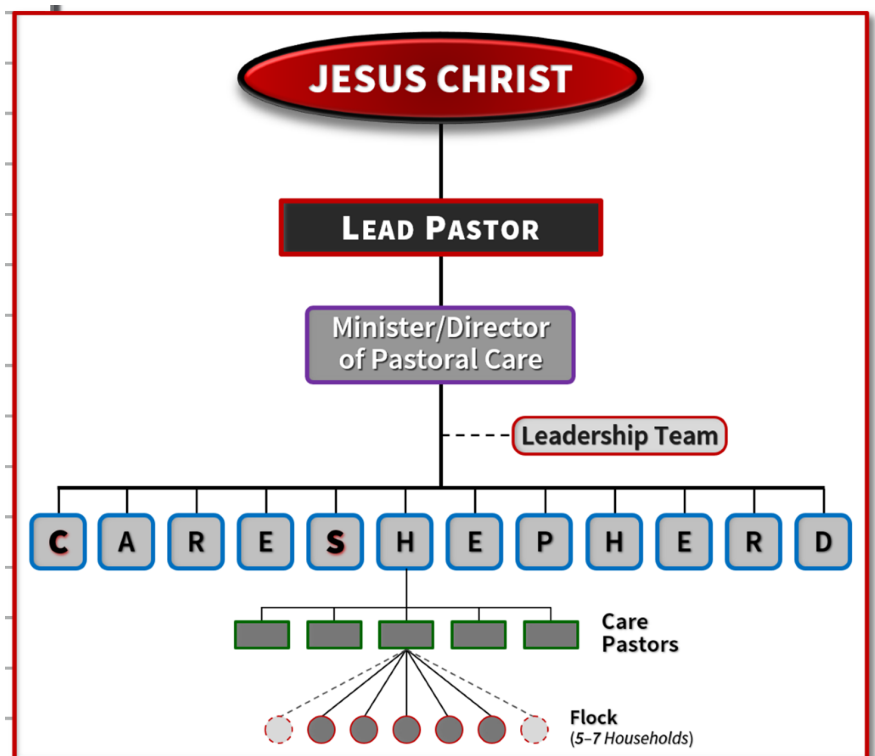 JESUS CHRIST
LEAD PASTOR
Minister/Director
of Pastoral Care
Leadership Team
C A R E S H E P H E R D
Care
Pastors
Flock
(5–7 Households)